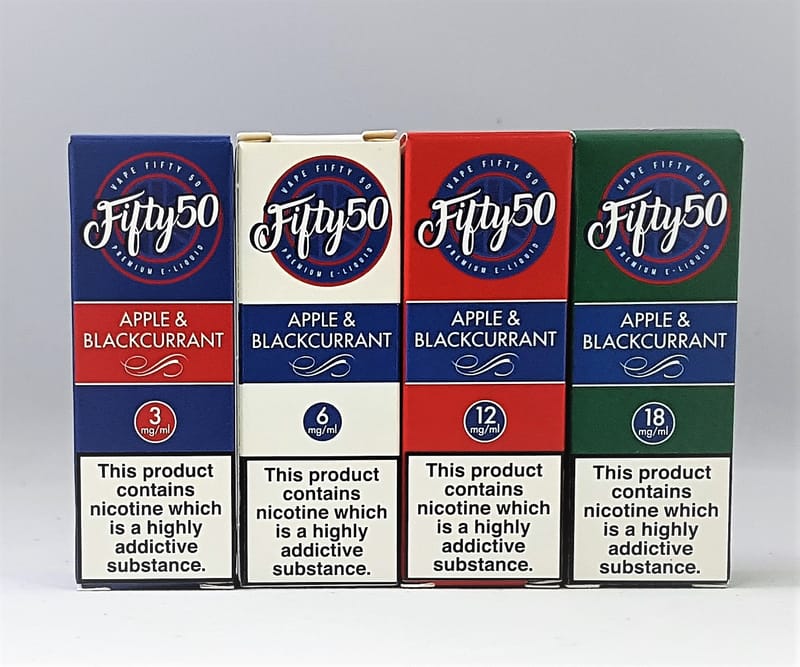 VAPE FIFTY 50
Fifty50
PREMIUM E-LIQUID
APPLE &
BLACKCURRANT
3
mg/ml
This product
contains
nicotine which
is a highly
addictive
substance.
VAPE FIFTY 50
Fifty50
PREMIUM E-LIQUID
APPLE &
BLACKCURRANT
6
mg/ml
This product
contains
nicotine which
is a highly
addictive
substance.
VAPE FIFTY 50
Fifty50
PREMIUM E-LIQUID
APPLE &
BLACKCURRANT
12
mg/ml
This product
contains
nicotine which
is a highly
addictive
substance.
VAPE FIFTY 50
Fifty50
PREMIUM E-LIQUID
APPLE &
BLACKCURRANT
18
mg/ml
This product
contains
nicotine which
is a highly
addictive
substance.